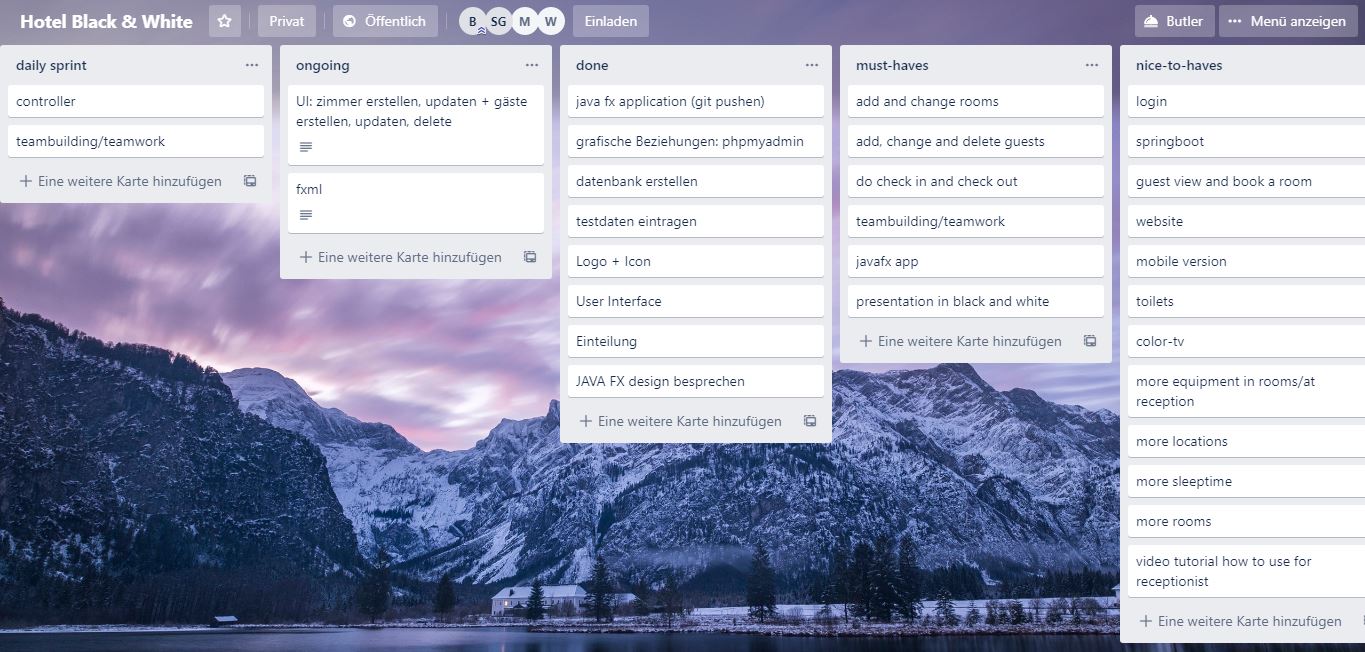 Hotel Black & White
Privat
Öffentlich
B
SG
M
W
Einladen
Butler
Menü anzeigen
daily sprint
controller
teambuilding/teamwork
Eine weitere Karte hinzufügen
ongoing
UI: zimmer erstellen, updaten + gäste
erstellen, updaten, delete
fxml
Eine weitere Karte hinzufügen
done
java fx application (git pushen)
grafische Beziehungen: phpmyadmin
datenbank erstellen
testdaten eintragen
Logo + Icon
User Interface
Einteilung
JAVA FX design besprechen
Eine weitere Karte hinzufügen
must-haves
add and change rooms
add, change and delete guests
do check in and check out
teambuilding/teamwork
javafx app
presentation in black and white
Eine weitere Karte hinzufügen
nice-to-haves
login
springboot
guest view and book a room
website
mobile version
toilets
color-tv
more equipment in rooms/at
reception
more locations
more sleeptime
more rooms
video tutorial how to use for
receptionist
Eine weitere Karte hinzufügen